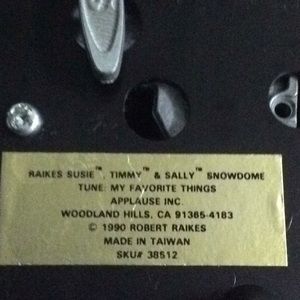 RAIKES SUSIE™, TIMMY™ & SALLY™ SNOWDOME
TUNE: MY FAVORITE THINGS
APPLAUSE INC.
WOODLAND HILLS, CA 91365-4183
© 1990 ROBERT RAIKES
MADE IN TAIWAN
SKU# 38512